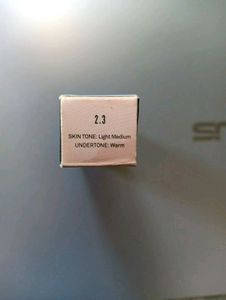 2.3
SKIN TONE: Light Medium
UNDERTONE: Warm